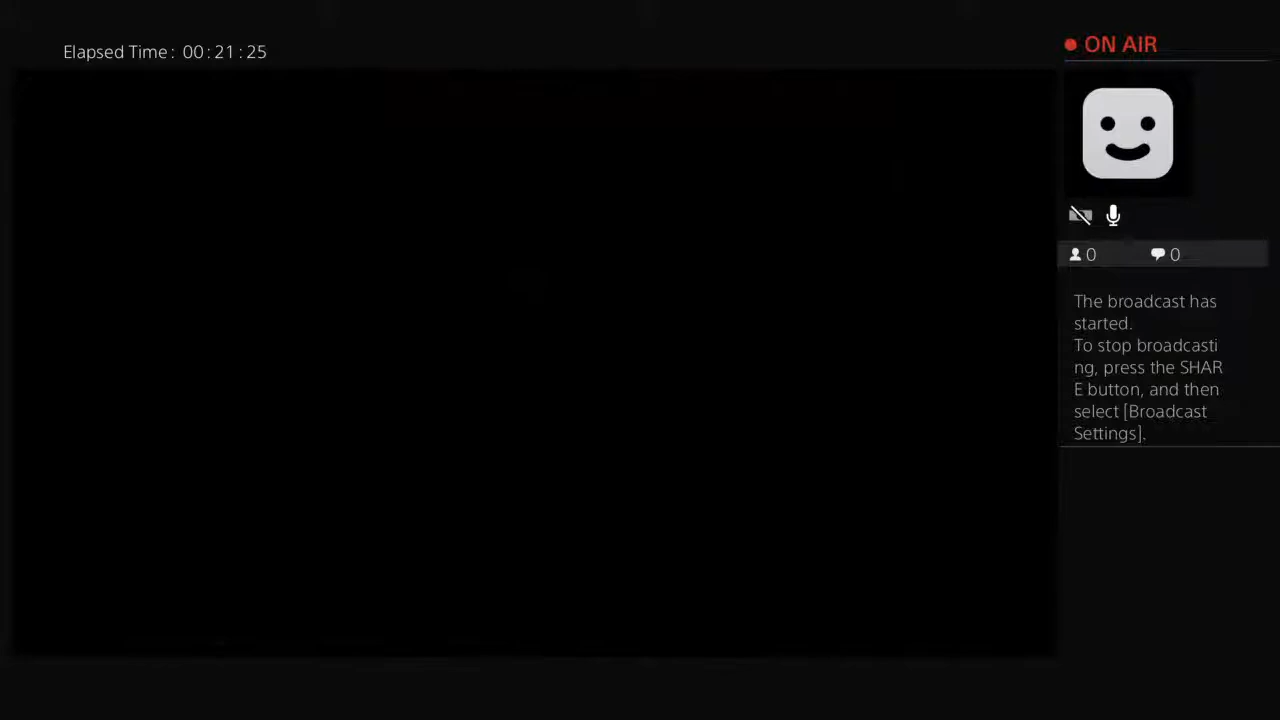 Elapsed Time: 00:21:25
ON AIR
0 0
The broadcast has
started.
To stop broadcasti
ng, press the SHAR
E button, and then
select [Broadcast
Settings].